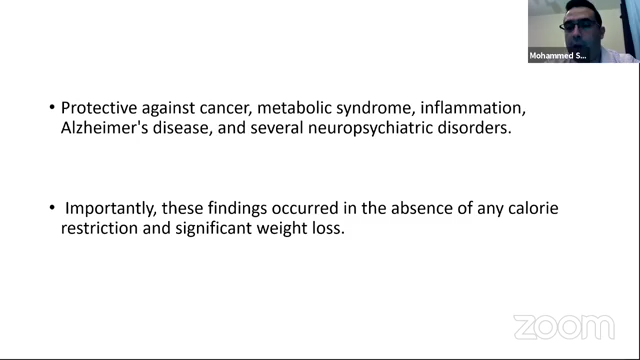 Mohammed S...
• Protective against cancer, metabolic syndrome, inflammation,
Alzheimer's disease, and several neuropsychiatric disorders.
• Importantly, these findings occurred in the absence of any calorie
restriction and significant weight loss.
zoom